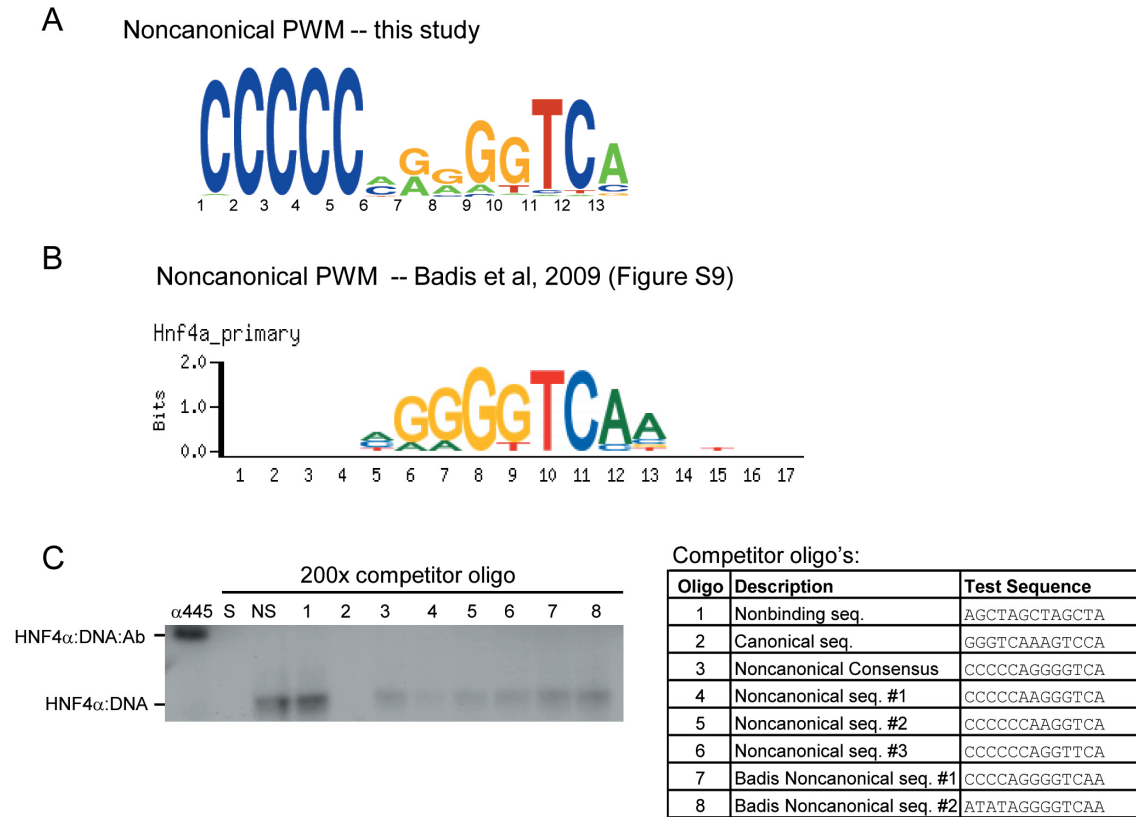 A
Noncanonical PWM -- this study
CCCCC AGGGGTCA
1 2 3 4 5 6 7 8 9 10 11 12 13
B
Noncanonical PWM -- Badis et al, 2009 (Figure S9)
Hnf4a_primary
Bits
2.0
1.0
0.0
AGGGGTCAA
1 2 3 4 5 6 7 8 9 10 11 12 13 14 15 16 17
C
200x competitor oligo
α445 S NS 1 2 3 4 5 6 7 8
HNF4α:DNA:Ab
HNF4α:DNA
Competitor oligo's:
Oligo Description Test Sequence
1 Nonbinding seq. AGCTAGCTAGCTA
2 Canonical seq. GGGTCAAAGTCCA
3 Noncanonical Consensus CCCCCAGGGGTCA
4 Noncanonical seq. #1 CCCCCAAGGGTCA
5 Noncanonical seq. #2 CCCCCCAAGGTCA
6 Noncanonical seq. #3 CCCCCCAGGTTCA
7 Badis Noncanonical seq. #1 CCCCAGGGGTCAA
8 Badis Noncanonical seq. #2 ATATAGGGGTCAA